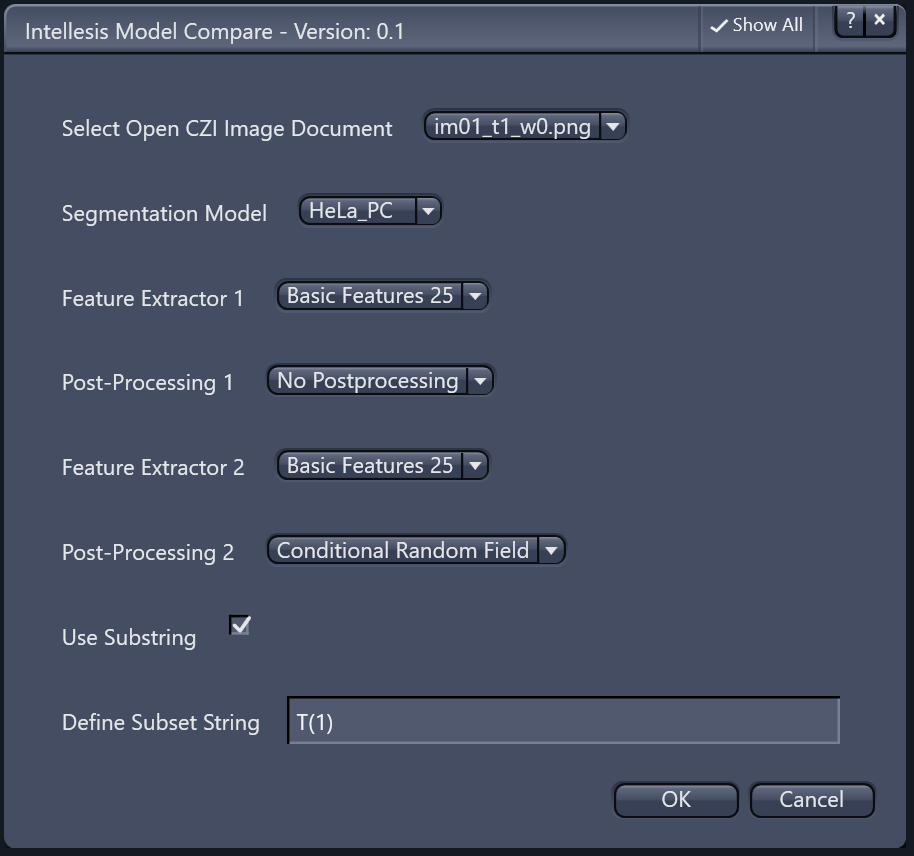 Intellesis Model Compare - Version: 0.1
Show All
?
×
Select Open CZI Image Document im01_t1_w0.png
Segmentation Model HeLa_PC
Feature Extractor 1 Basic Features 25
Post-Processing 1 No Postprocessing
Feature Extractor 2 Basic Features 25
Post-Processing 2 Conditional Random Field
Use Substring
Define Subset String T(1)
OK Cancel